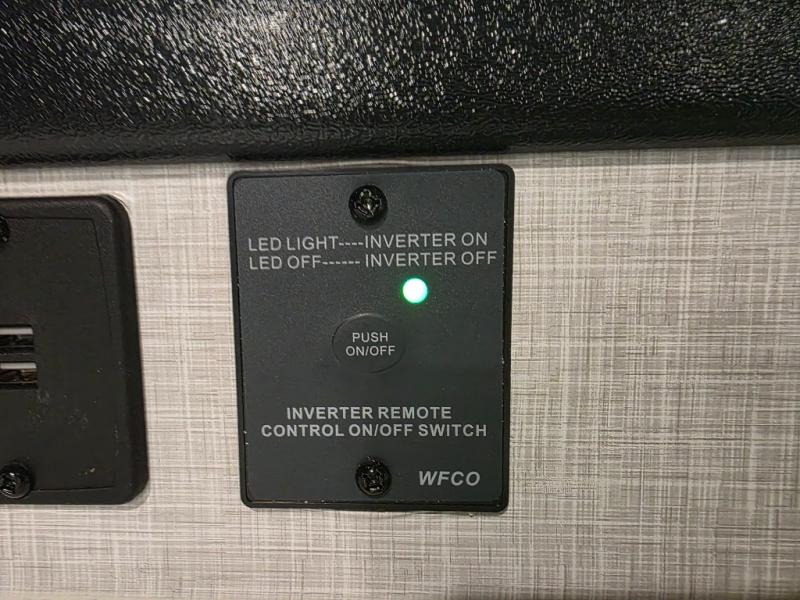 LED LIGHT----INVERTER ON
LED OFF------ INVERTER OFF
PUSH
ON/OFF
INVERTER REMOTE
CONTROL ON/OFF SWITCH
WFCO